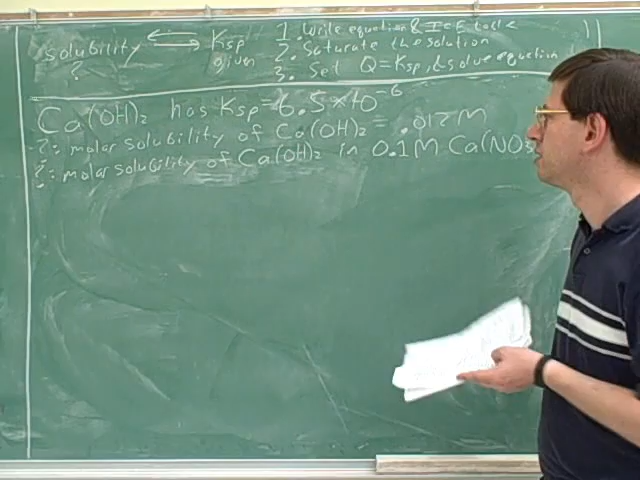 solubility ⇄ Ksp
? given
1. Write equation & ICE table
2. Saturate the solution
3. Set Q=Ksp, & solve equation
Ca(OH)₂ has Ksp=6.5×10⁻⁶
?: molar solubility of Ca(OH)₂ = .012 M
?: molar solubility of Ca(OH)₂ in 0.1 M Ca(NO₃